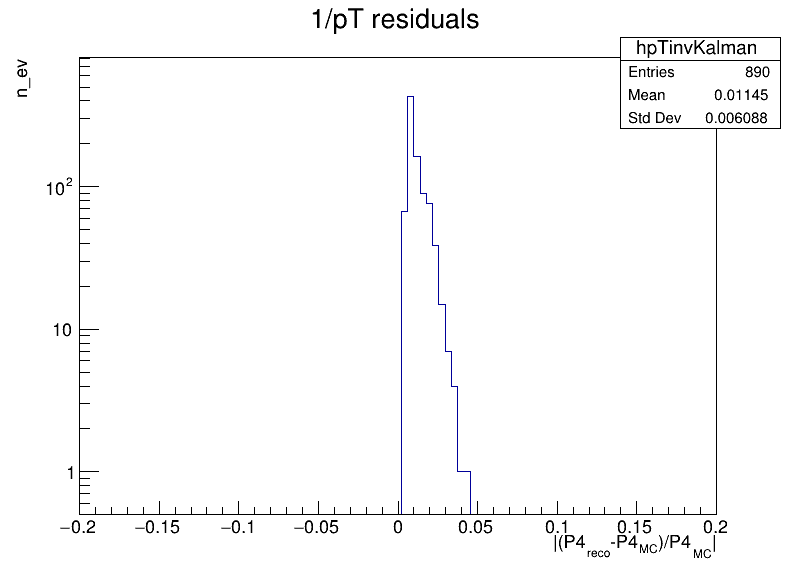 1/pT residuals
hpTinvKalman
Entries 890
Mean 0.01145
Std Dev 0.006088
n_ev
10²
10
1
−0.2 −0.15 −0.1 −0.05 0 0.05 0.1 0.15 0.2
|(P4reco-P4MC)/P4MC|